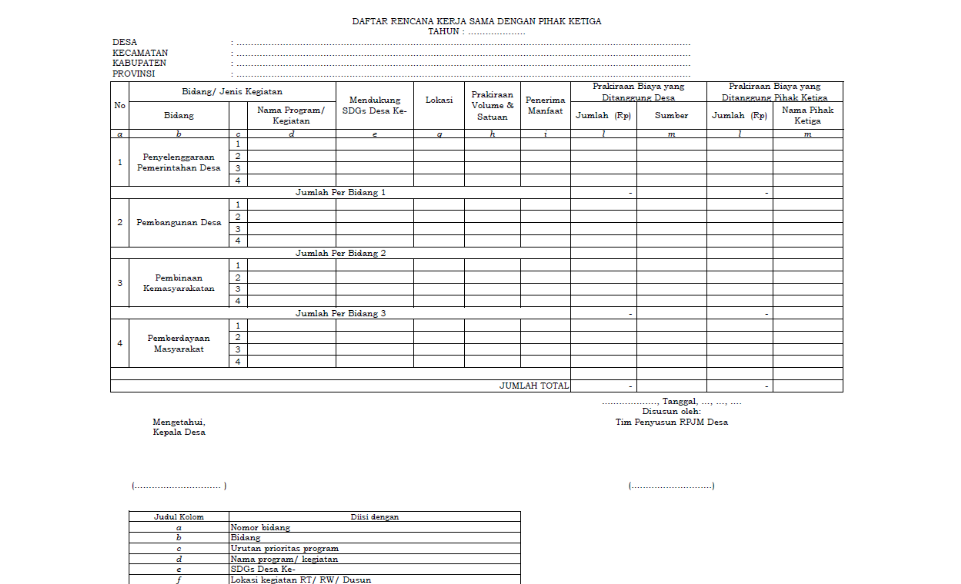 DAFTAR RENCANA KERJA SAMA DENGAN PIHAK KETIGA
TAHUN : ....................
DESA : ........................................................................
KECAMATAN : ........................................................................
KABUPATEN : ........................................................................
PROVINSI : ........................................................................
No
Bidang/ Jenis Kegiatan
Bidang
Nama Program/
Kegiatan
Mendukung
SDGs Desa Ke-
Lokasi
Prakiraan
Volume &
Satuan
Penerima
Manfaat
Prakiraan Biaya yang
Ditanggung Desa
Jumlah (Rp)
Sumber
Prakiraan Biaya yang
Ditanggung Pihak Ketiga
Jumlah (Rp)
Nama Pihak
Ketiga
a b c d e g h i l m l m
1
Penyelenggaraan
Pemerintahan Desa
1
2
3
4
Jumlah Per Bidang 1 - -
2
Pembangunan Desa
1
2
3
4
Jumlah Per Bidang 2
3
Pembinaan
Kemasyarakatan
1
2
3
4
Jumlah Per Bidang 3 - -
4
Pemberdayaan
Masyarakat
1
2
3
4
JUMLAH TOTAL - -
..................., Tanggal, ..., ..., ....
Disusun oleh:
Tim Penyusun RPJM Desa
Mengetahui,
Kepala Desa
(.............................. )
(............................)
Judul Kolom Diisi dengan
a Nomor bidang
b Bidang
c Urutan prioritas program
d Nama program/ kegiatan
e SDGs Desa Ke-
f Lokasi kegiatan RT/ RW/ Dusun